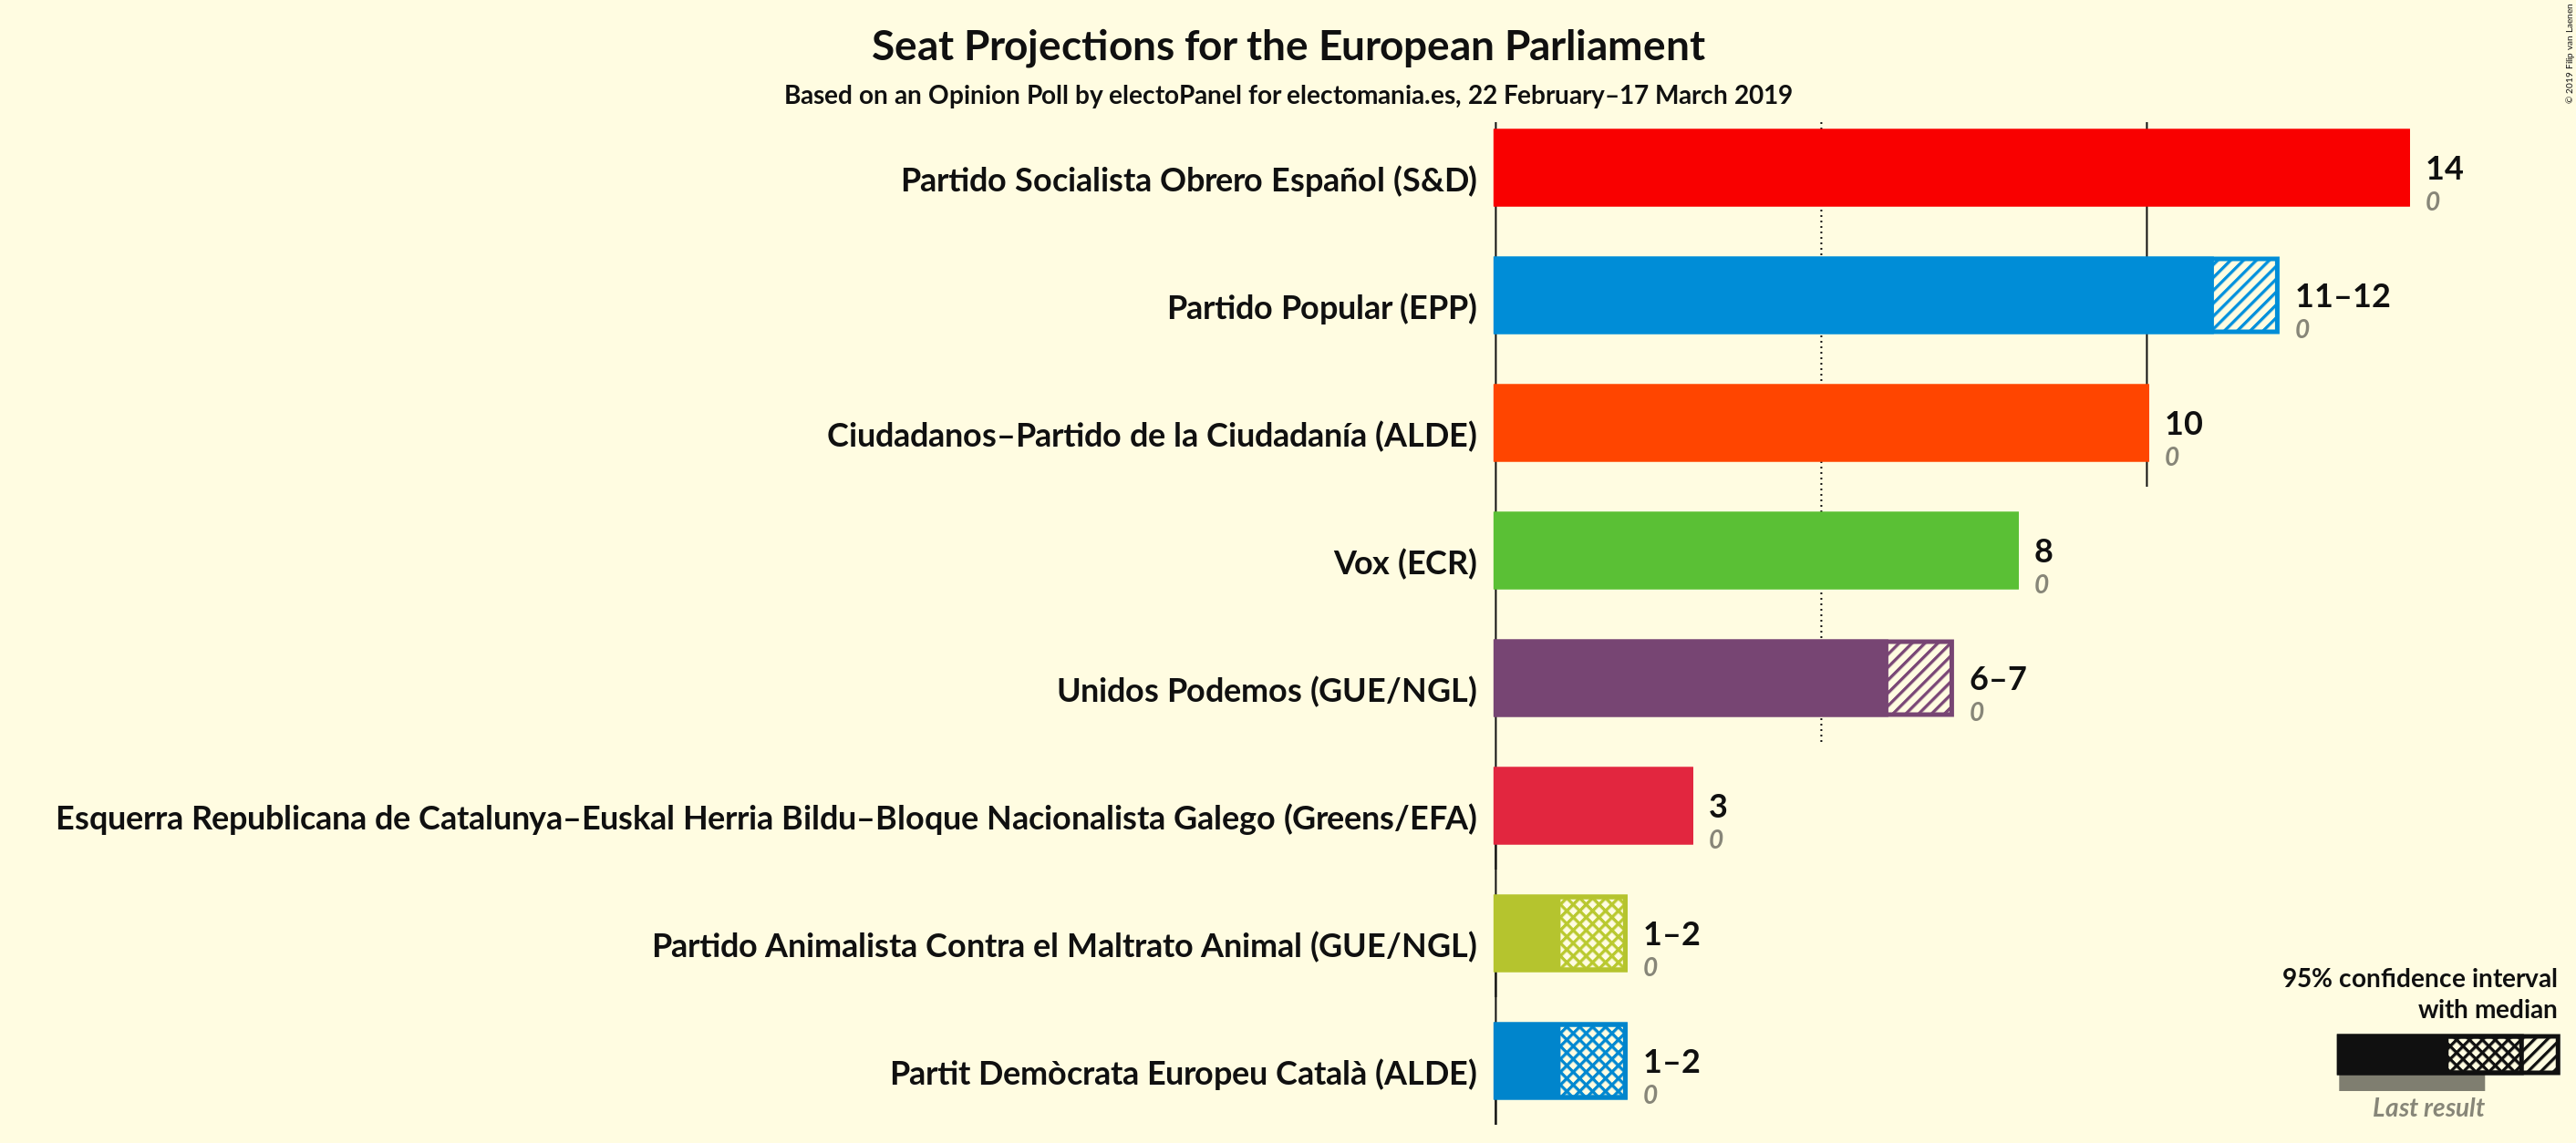 Seat Projections for the European Parliament
Based on an Opinion Poll by electoPanel for electomania.es, 22 February–17 March 2019
© 2019 Filip van Laenen
Partido Socialista Obrero Español (S&D)
14
0
Partido Popular (EPP)
11–12
0
Ciudadanos–Partido de la Ciudadanía (ALDE)
10
0
Vox (ECR)
8
0
Unidos Podemos (GUE/NGL)
6–7
0
Esquerra Republicana de Catalunya–Euskal Herria Bildu–Bloque Nacionalista Galego (Greens/EFA)
3
0
Partido Animalista Contra el Maltrato Animal (GUE/NGL)
1–2
0
Partit Demòcrata Europeu Català (ALDE)
1–2
0
95% confidence interval
with median
Last result